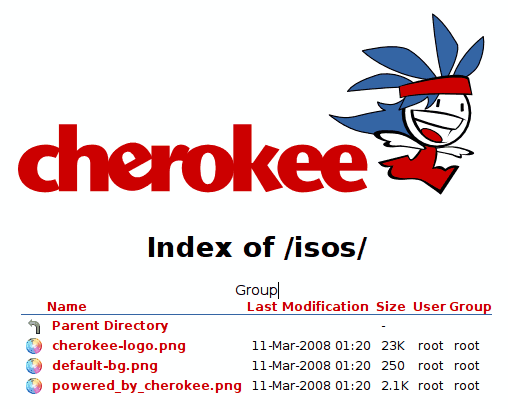 cherokee
Index of /isos/
Group
Name Last Modification Size User Group
Parent Directory -
cherokee-logo.png 11-Mar-2008 01:20 23K root root
default-bg.png 11-Mar-2008 01:20 250 root root
powered_by_cherokee.png 11-Mar-2008 01:20 2.1K root root